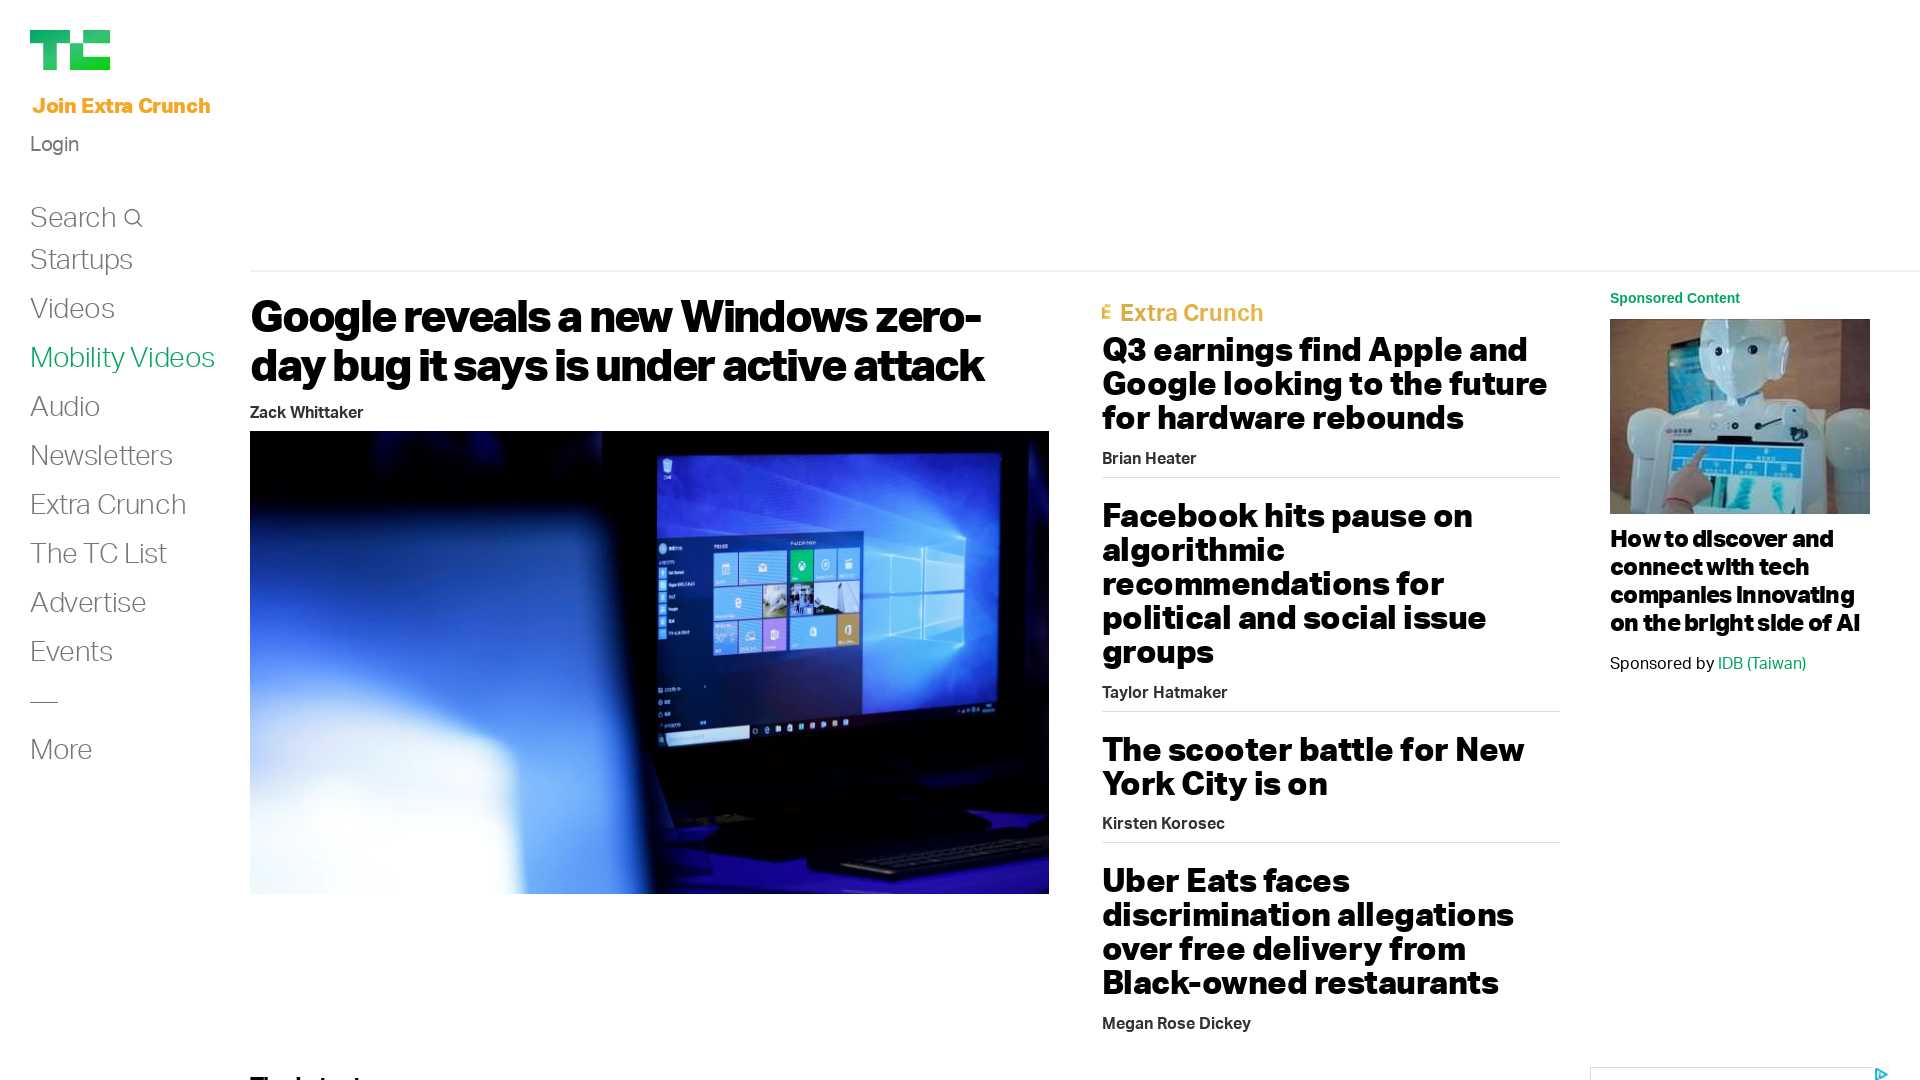 TC
Join Extra Crunch
Login
Search
Startups
Videos
Mobility Videos
Audio
Newsletters
Extra Crunch
The TC List
Advertise
Events
More
Google reveals a new Windows zero-
day bug it says is under active attack
Zack Whittaker
Extra Crunch
Q3 earnings find Apple and
Google looking to the future
for hardware rebounds
Brian Heater
Facebook hits pause on
algorithmic
recommendations for
political and social issue
groups
Taylor Hatmaker
The scooter battle for New
York City is on
Kirsten Korosec
Uber Eats faces
discrimination allegations
over free delivery from
Black-owned restaurants
Megan Rose Dickey
Sponsored Content
How to discover and
connect with tech
companies innovating
on the bright side of AI
Sponsored by IDB (Taiwan)